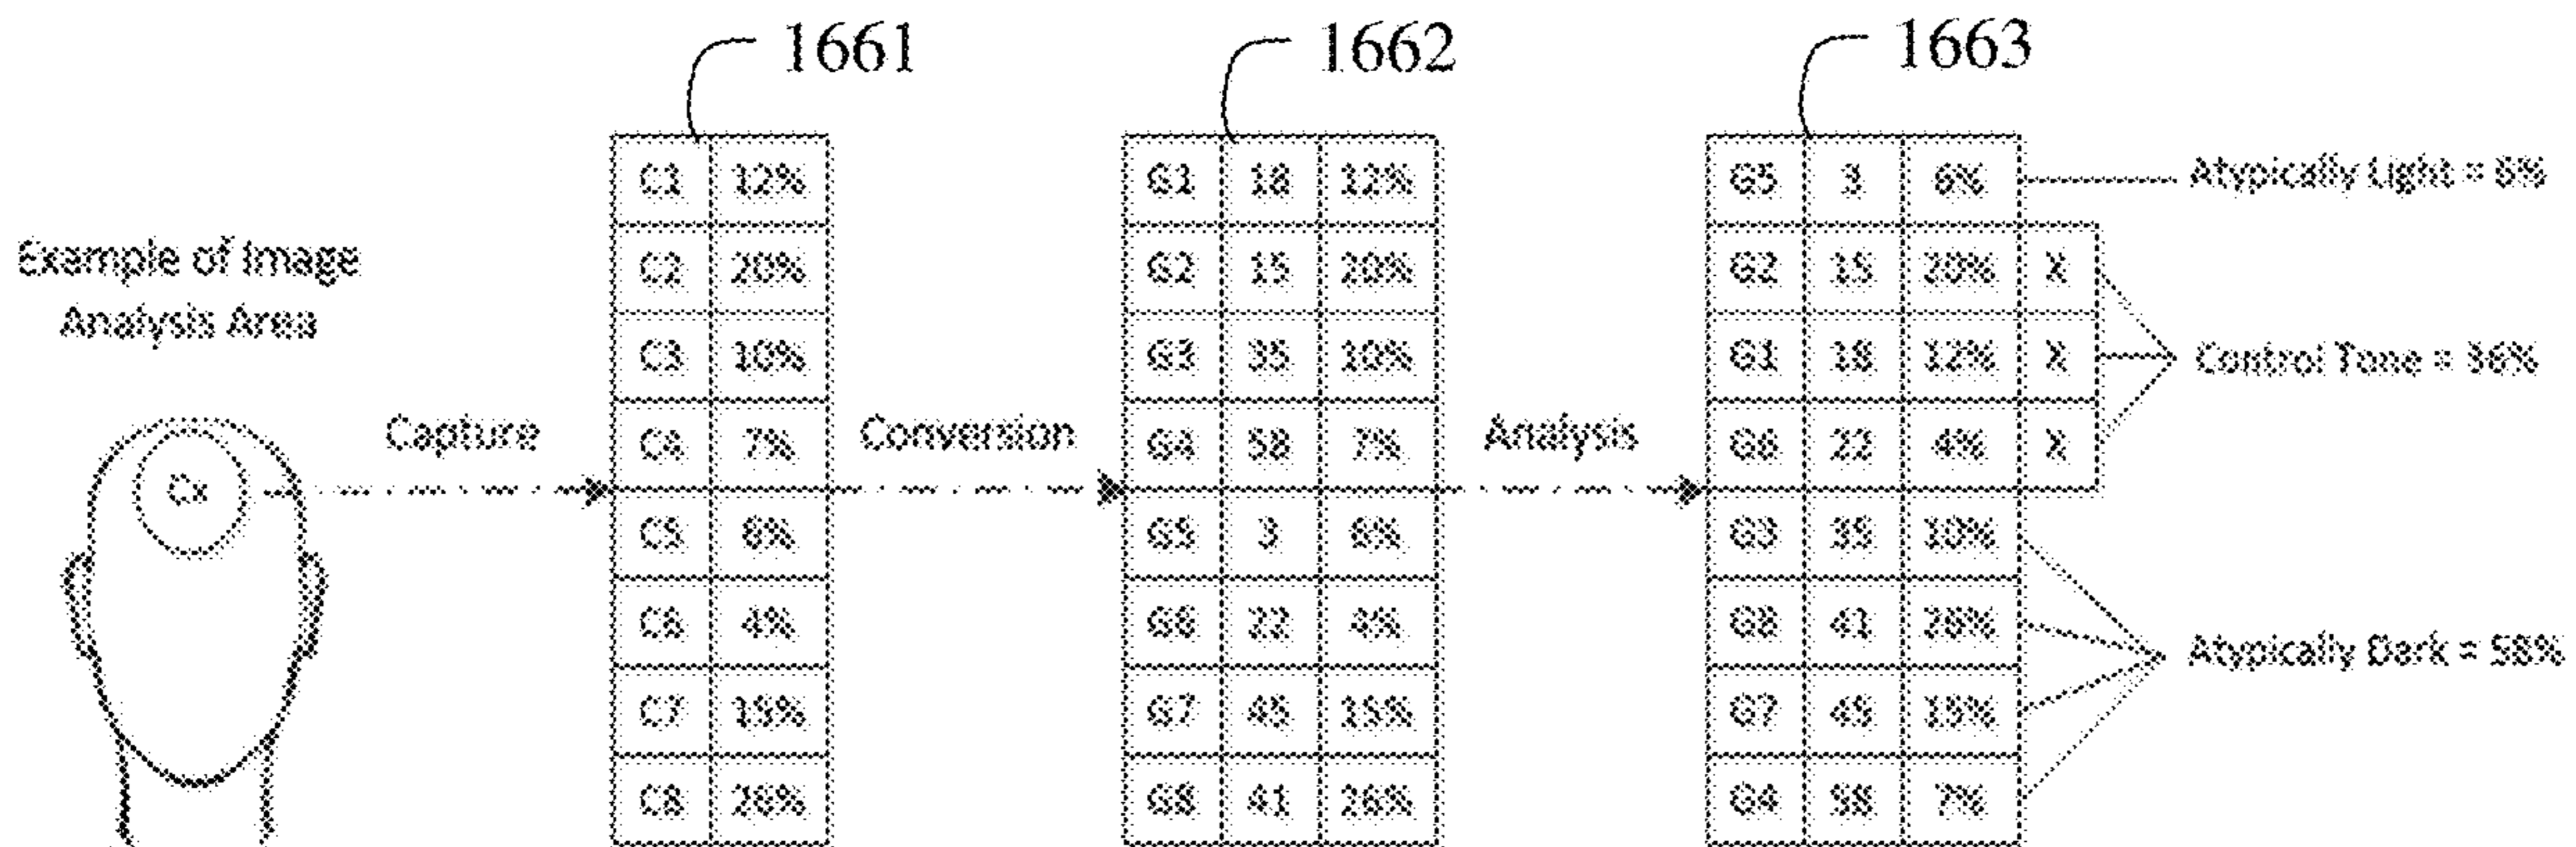 1661
1662
1663
Example of Image
Analysis Area
Cx
Capture
C1 12%
C2 20%
C3 10%
C4 7%
C5 6%
C6 4%
C7 15%
C8 26%
Conversion
G1 18 12%
G2 15 20%
G3 35 10%
G4 58 7%
G5 3 6%
G6 22 4%
G7 45 15%
G8 41 26%
Analysis
G5 3 6%
G2 15 20% X
G1 18 12% X
G6 22 4% X
G3 35 10%
G8 41 26%
G7 45 15%
G4 58 7%
Atypically Light = 6%
Control Tone = 36%
Atypically Dark = 58%